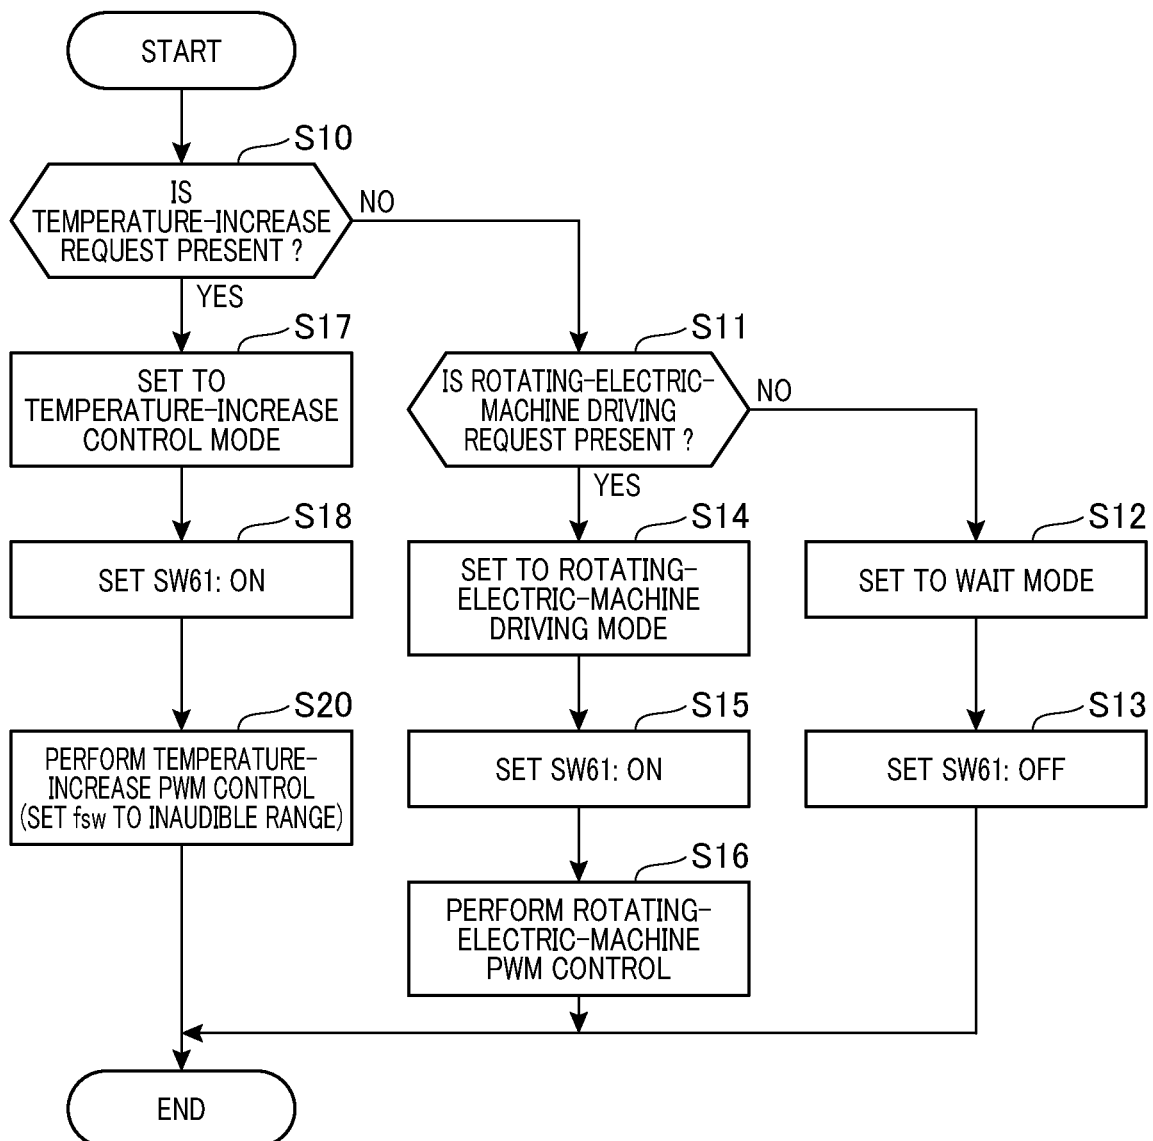 START
S10
IS
TEMPERATURE-INCREASE
REQUEST PRESENT ?
NO
YES
S17
SET TO
TEMPERATURE-INCREASE
CONTROL MODE
S11
IS ROTATING-ELECTRIC-
MACHINE DRIVING
REQUEST PRESENT ?
NO
YES
S18
SET SW61: ON
S14
SET TO ROTATING-
ELECTRIC-MACHINE
DRIVING MODE
S12
SET TO WAIT MODE
S20
PERFORM TEMPERATURE-
INCREASE PWM CONTROL
(SET fsw TO INAUDIBLE RANGE)
S15
SET SW61: ON
S13
SET SW61: OFF
S16
PERFORM ROTATING-
ELECTRIC-MACHINE
PWM CONTROL
END